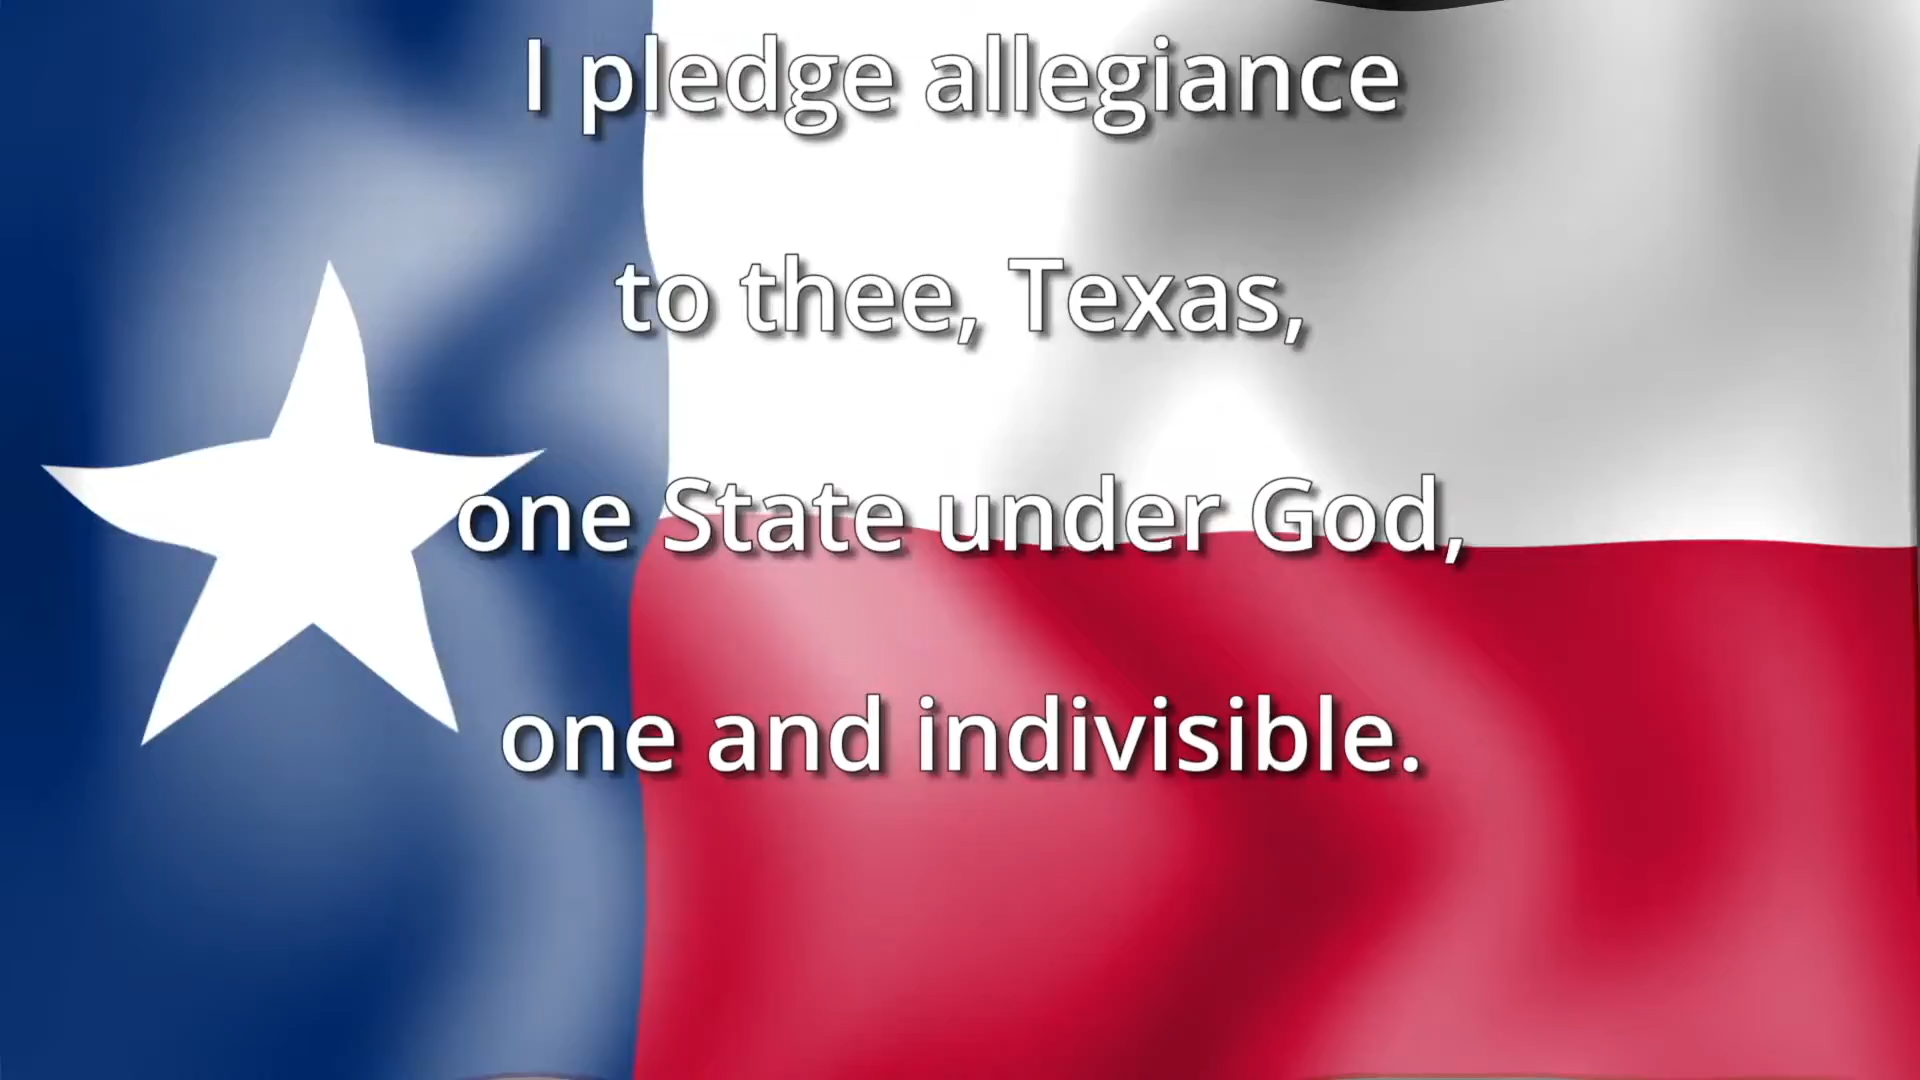 I pledge allegiance
to thee, Texas,
one State under God,
one and indivisible.